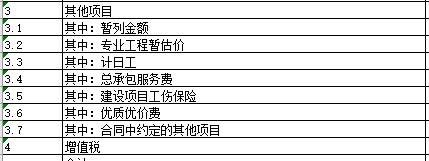 3 其他项目
3.1 其中：暂列金额
3.2 其中：专业工程暂估价
3.3 其中：计日工
3.4 其中：总承包服务费
3.5 其中：建设项目工伤保险
3.6 其中：优质优价费
3.7 其中：合同中约定的其他项目
4 增值税